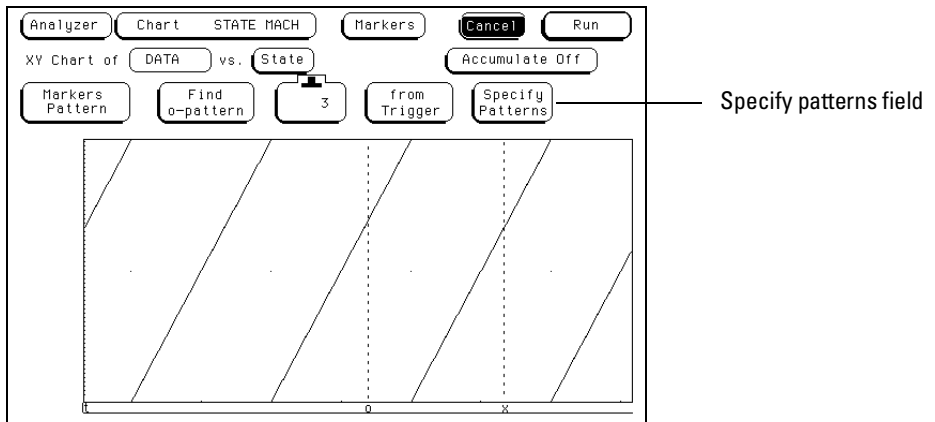 Analyzer Chart STATE MACH Markers Cancel Run
XY Chart of DATA vs. State Accumulate Off
Markers Pattern Find o-pattern 3 from Trigger Specify Patterns Specify patterns field
t o x